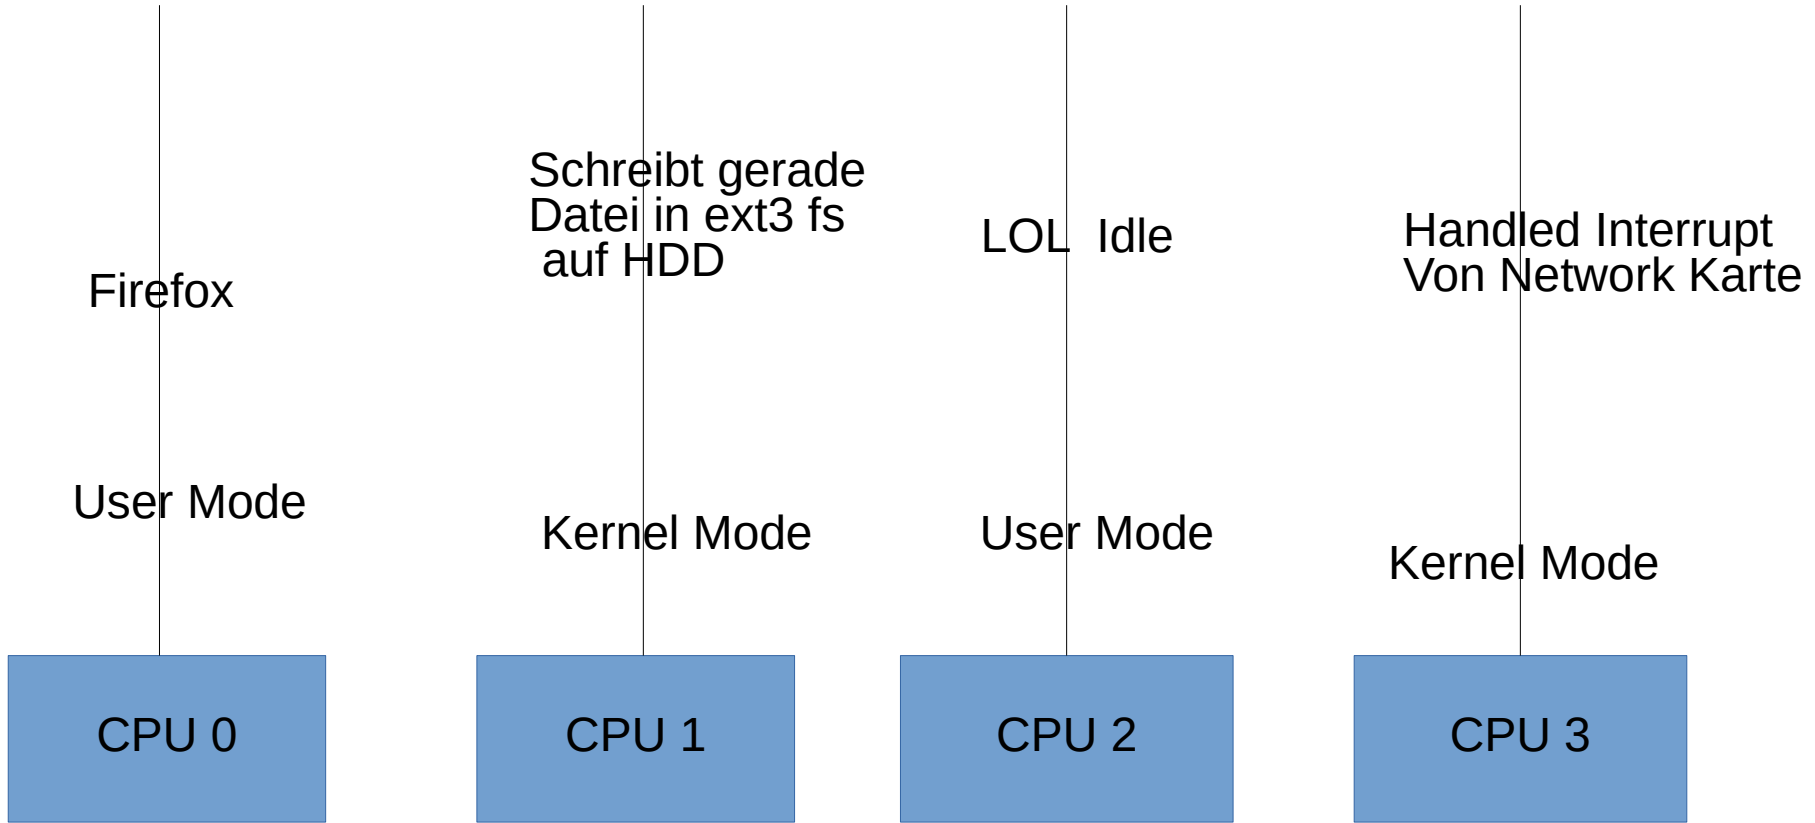 Firefox
User Mode
CPU 0
Schreibt gerade
Datei in ext3 fs
auf HDD
Kernel Mode
CPU 1
LOL  Idle
User Mode
CPU 2
Handled Interrupt
Von Network Karte
Kernel Mode
CPU 3